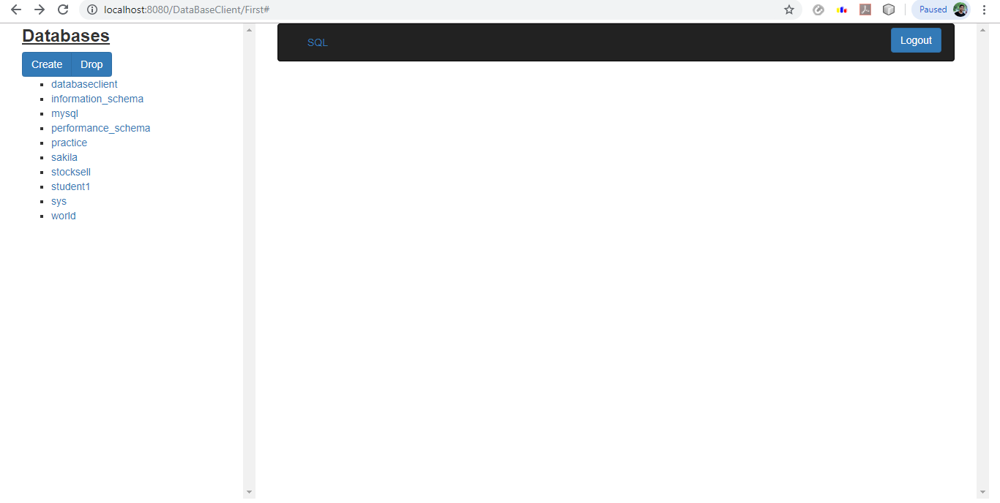 localhost:8080/DataBaseClient/First#
Paused
Databases
Create Drop
databaseclient
information_schema
mysql
performance_schema
practice
sakila
stocksell
student1
sys
world
SQL
Logout